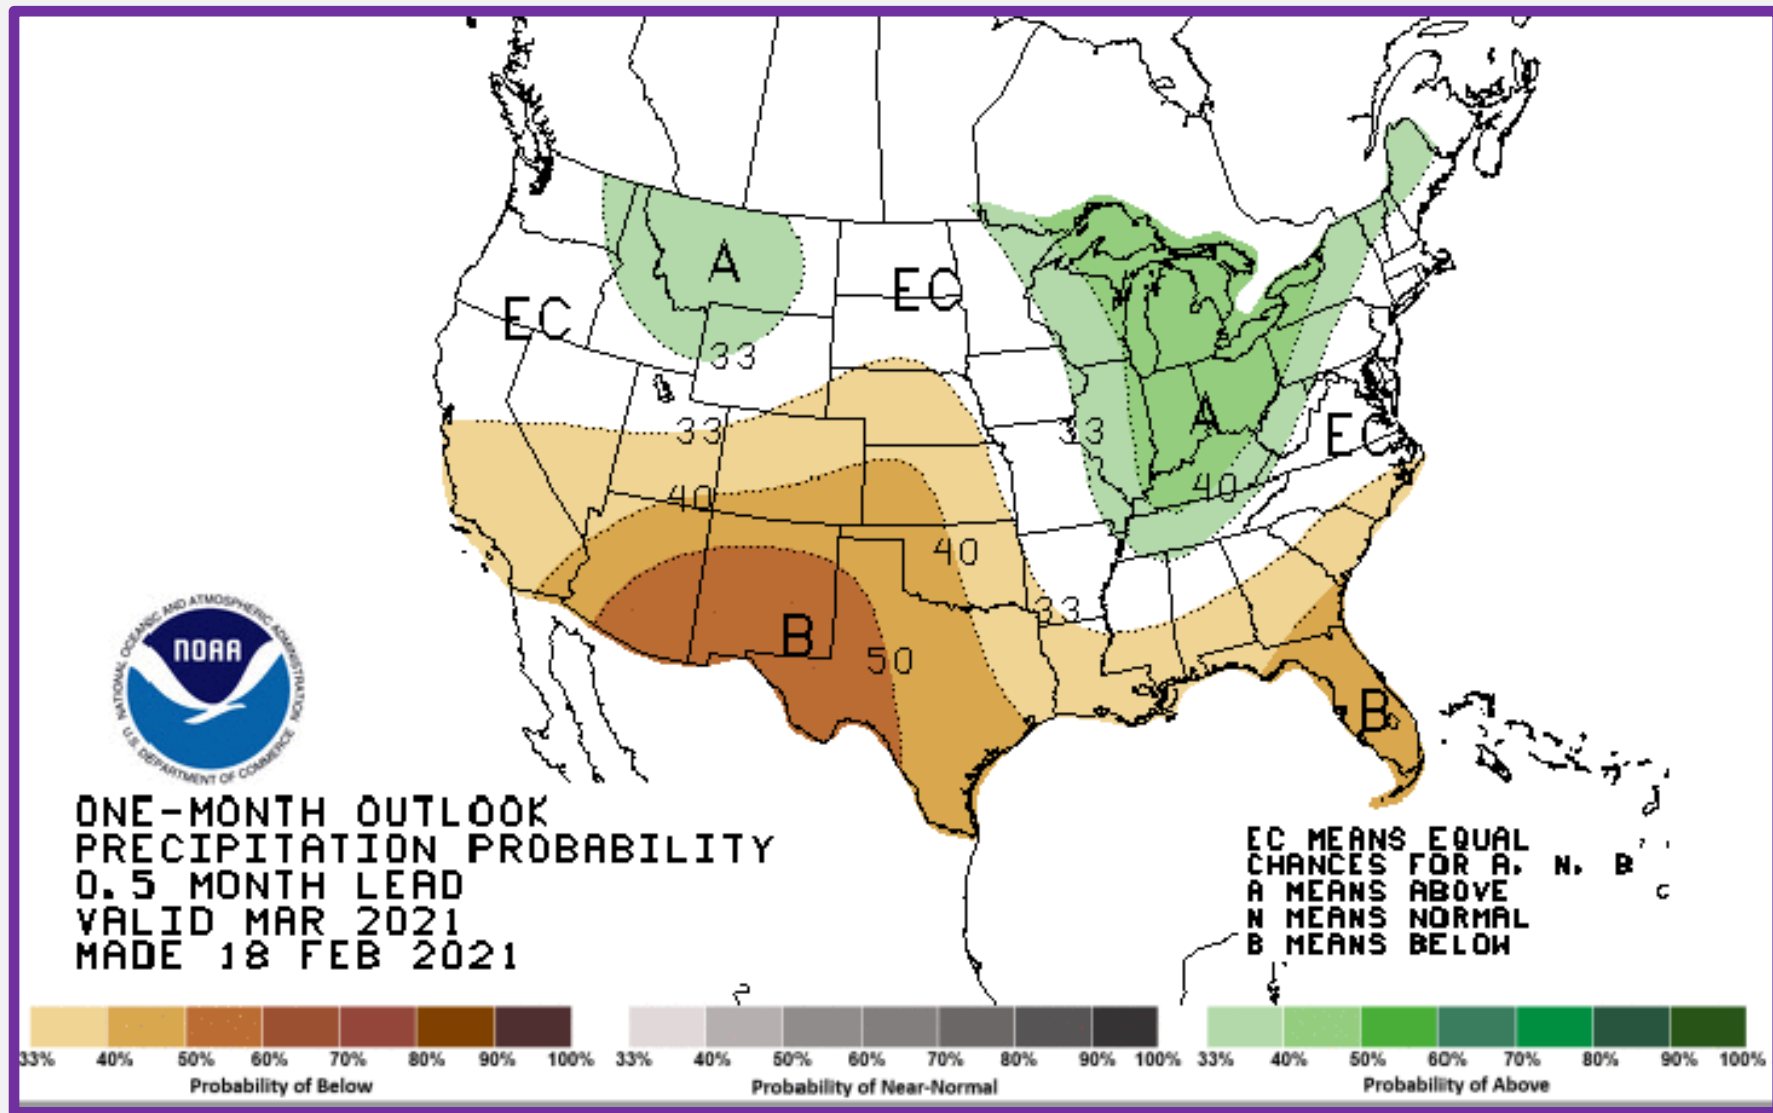 A
EC
EC
33
33
A
33
EC
40
40
40
33
B
50
B
NOAA
NATIONAL OCEANIC AND ATMOSPHERIC ADMINISTRATION
U.S. DEPARTMENT OF COMMERCE
ONE-MONTH OUTLOOK
PRECIPITATION PROBABILITY
0.5 MONTH LEAD
VALID MAR 2021
MADE 18 FEB 2021
EC MEANS EQUAL
CHANCES FOR A, N, B
A MEANS ABOVE
N MEANS NORMAL
B MEANS BELOW
33% 40% 50% 60% 70% 80% 90% 100%
Probability of Below
33% 40% 50% 60% 70% 80% 90% 100%
Probability of Near-Normal
33% 40% 50% 60% 70% 80% 90% 100%
Probability of Above